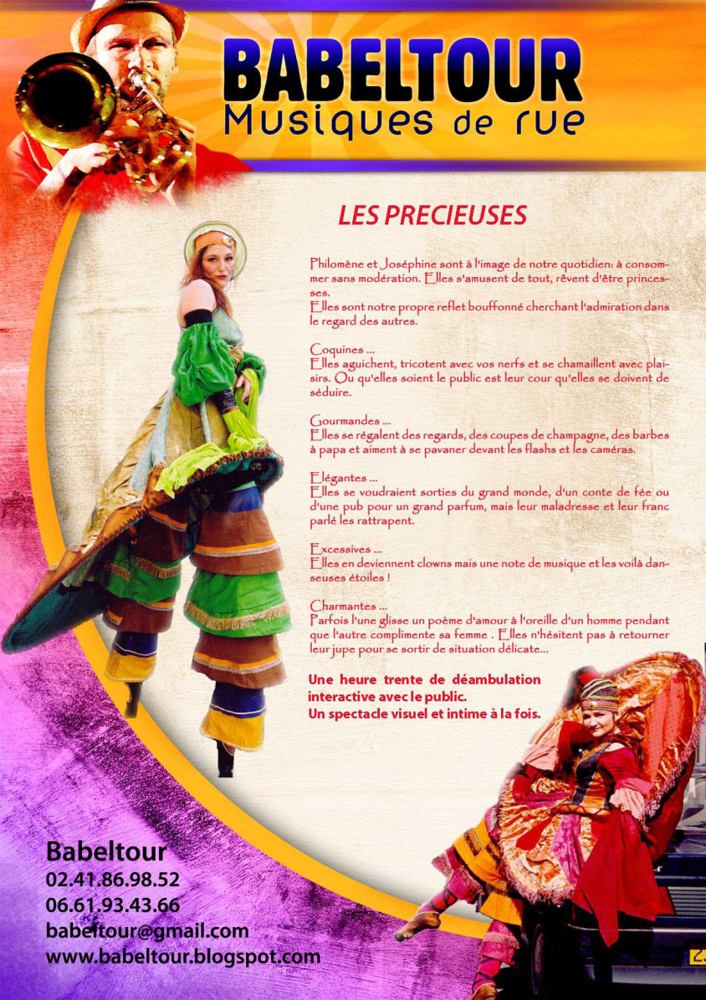 BABELTOUR
Musiques de rue
LES PRECIEUSES
Philomène et Joséphine sont à l'image de notre quotidien: à consom-
mer sans modération. Elles s'amusent de tout, rêvent d'être princes-
ses.
Elles sont notre propre reflet bouffonné cherchant l'admiration dans
le regard des autres.
Coquines ...
Elles aguichent, tricotent avec vos nerfs et se chamaillent avec plai-
sirs. Ou qu'elles soient le public est leur cour qu'elles se doivent de
séduire.
Gourmandes ...
Elles se régalent des regards, des coupes de champagne, des barbes
à papa et aiment à se pavaner devant les flashs et les caméras.
Elégantes ...
Elles se voudraient sorties du grand monde, d'un conte de fée ou
d'une pub pour un grand parfum, mais leur maladresse et leur franc
parlé les rattrapent.
Excessives ...
Elles en deviennent clowns mais une note de musique et les voilà dan-
seuses étoiles !
Charmantes ...
Parfois l'une glisse un poème d'amour à l'oreille d'un homme pendant
que l'autre complimente sa femme . Elles n'hésitent pas à retourner
leur jupe pour se sortir de situation délicate...
Une heure trente de déambulation
interactive avec le public.
Un spectacle visuel et intime à la fois.
Babeltour
02.41.86.98.52
06.61.93.43.66
babeltour@gmail.com
www.babeltour.blogspot.com